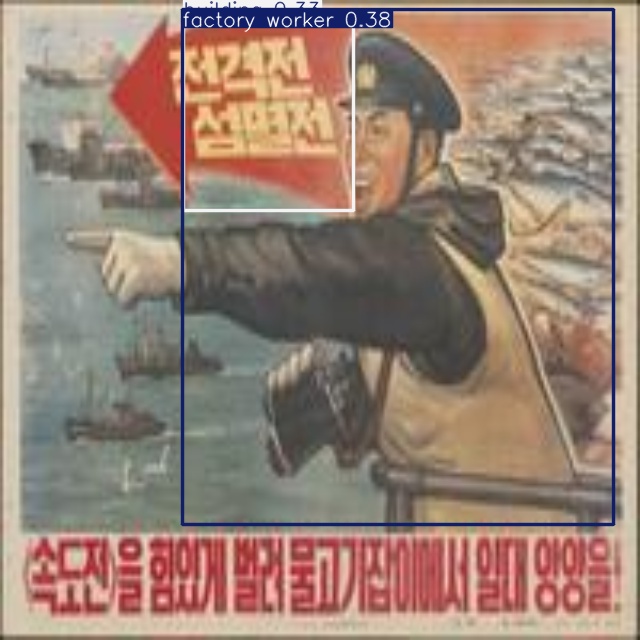 building
factory worker 0.38
전격전
섬멸전
《속도전》을 힘있게 벌려 물고기잡이에서 일대 앙양을!